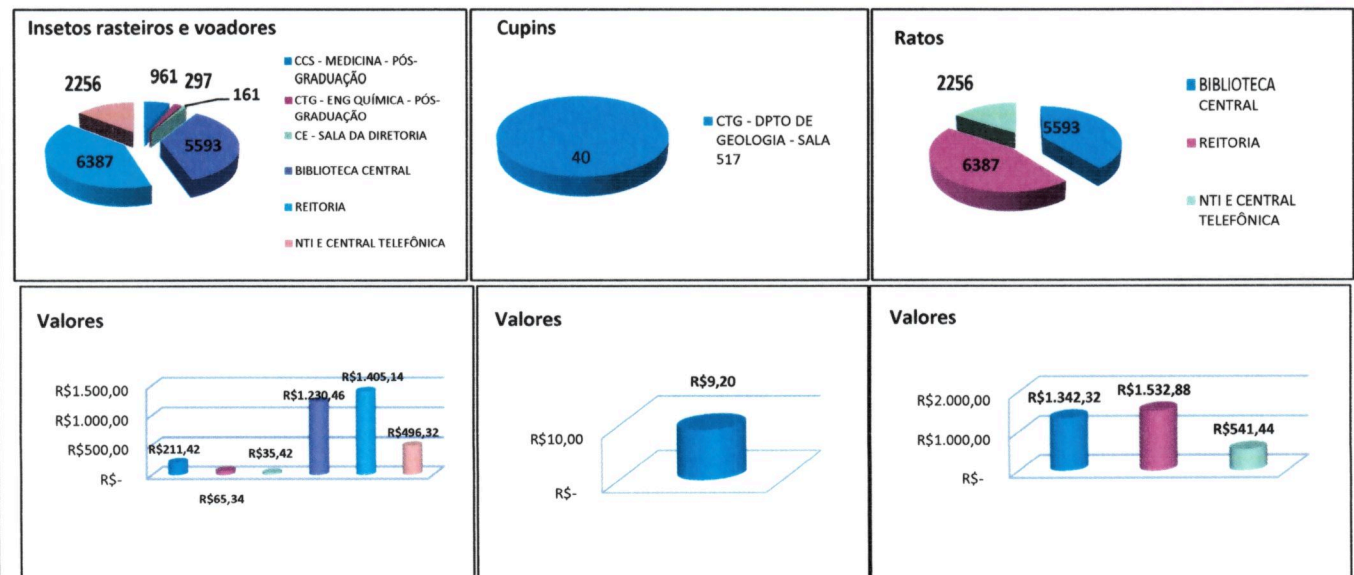 Insetos rasteiros e voadores
2256
961
297
161
5593
6387
CCS - MEDICINA - PÓS-
GRADUAÇÃO
CTG - ENG QUÍMICA - PÓS-
GRADUAÇÃO
CE - SALA DA DIRETORIA
BIBLIOTECA CENTRAL
REITORIA
NTI E CENTRAL TELEFÔNICA
Cupins
40
CTG - DPTO DE
GEOLOGIA - SALA
517
Ratos
2256
5593
6387
BIBLIOTECA
CENTRAL
REITORIA
NTI E CENTRAL
TELEFÔNICA
Valores
R$1.500,00
R$1.000,00
R$500,00
R$-
R$211,42
R$65,34
R$35,42
R$1.230,46
R$1.405,14
R$496,32
Valores
R$9,20
R$10,00
R$-
Valores
R$2.000,00
R$1.000,00
R$-
R$1.342,32
R$1.532,88
R$541,44